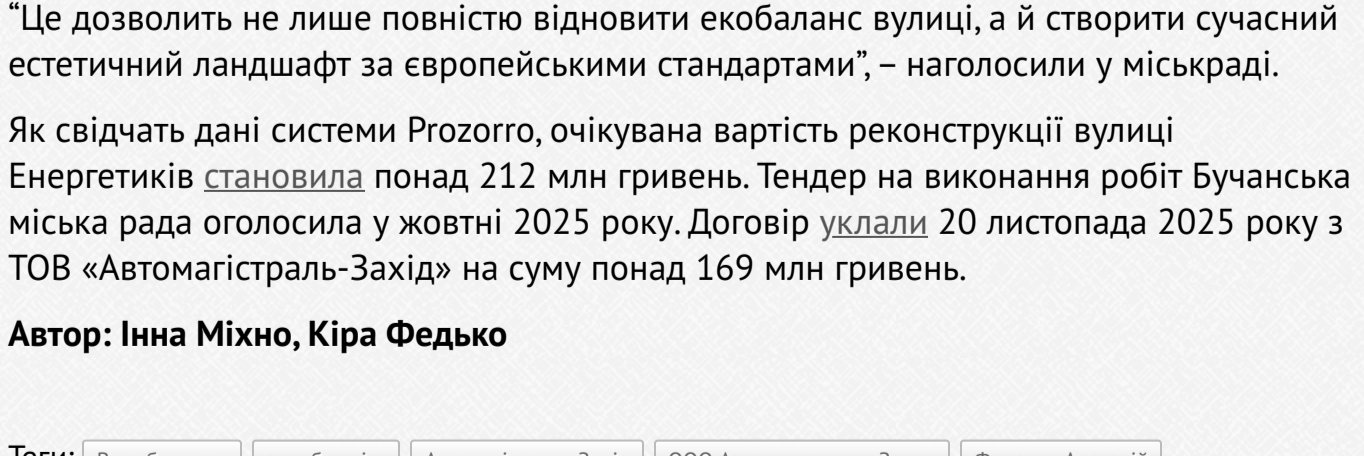 “Це дозволить не лише повністю відновити екобаланс вулиці, а й створити сучасний
естетичний ландшафт за європейськими стандартами”, – наголосили у міськраді.
Як свідчать дані системи Prozorro, очікувана вартість реконструкції вулиці
Енергетиків становила понад 212 млн гривень. Тендер на виконання робіт Бучанська
міська рада оголосила у жовтні 2025 року. Договір уклали 20 листопада 2025 року з
ТОВ «Автомагістраль-Захід» на суму понад 169 млн гривень.
Автор: Інна Міхно, Кіра Федько
Теги: